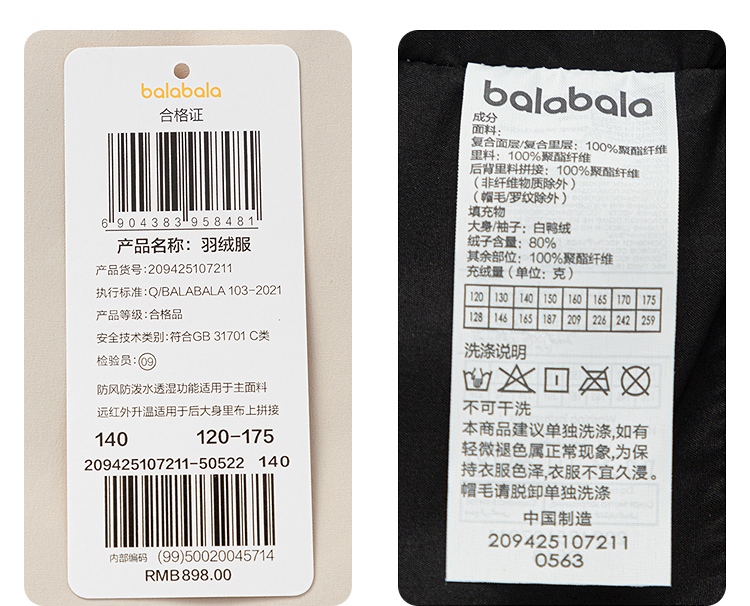 balabala
合格证
6 904383 958481
产品名称：羽绒服
产品货号:209425107211
执行标准:Q/BALABALA 103-2021
产品等级:合格品
安全技术类别:符合GB 31701 C类
检验员:09
防风防泼水透湿功能适用于主面料
远红外升温适用于后大身里布上拼接
140 120-175
209425107211-50522 140
内部编码 (99)50020045714
RMB898.00
balabala
成分
面料:
复合面层/复合里层: 100%聚酯纤维
里料: 100%聚酯纤维
后背里料拼接: 100%聚酯纤维
（非纤维物质除外）
（帽毛/罗纹除外）
填充物
大身/袖子: 白鸭绒
绒子含量: 80%
其余部位: 100%聚酯纤维
充绒量（单位: 克）
120 130 140 150 160 165 170 175
128 146 165 187 209 226 242 259
洗涤说明
不可干洗
本商品建议单独洗涤,如有
轻微褪色属正常现象,为保
持衣服色泽,衣服不宜久浸。
帽毛请脱卸单独洗涤
中国制造
209425107211
0563